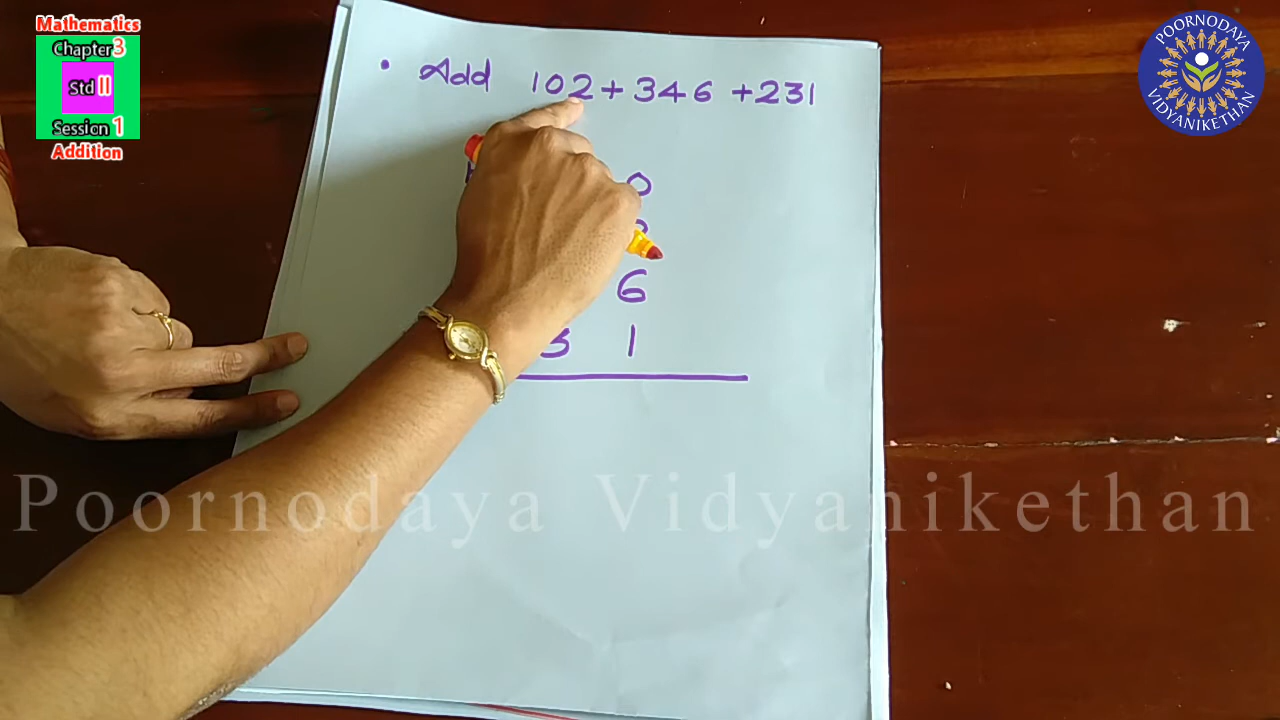 Mathematics
Chapter 3
Std II
Session 1
Addition
POORNODAYA
VIDYANIKETHAN
• Add 102 + 346 + 231
0
6
3 1
Poornodaya Vidyanikethan